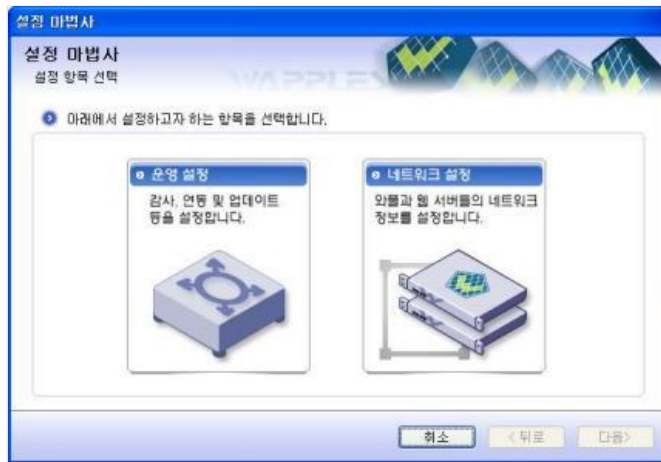 설정 마법사
설정 마법사
설정 항목 선택
WAPPLES
아래에서 설정하고자 하는 항목을 선택합니다.
운영 설정
감사, 연동 및 업데이트
등을 설정합니다.
네트워크 설정
와플과 웹 서버들의 네트워크
정보를 설정합니다.
취소
< 뒤로
다음>